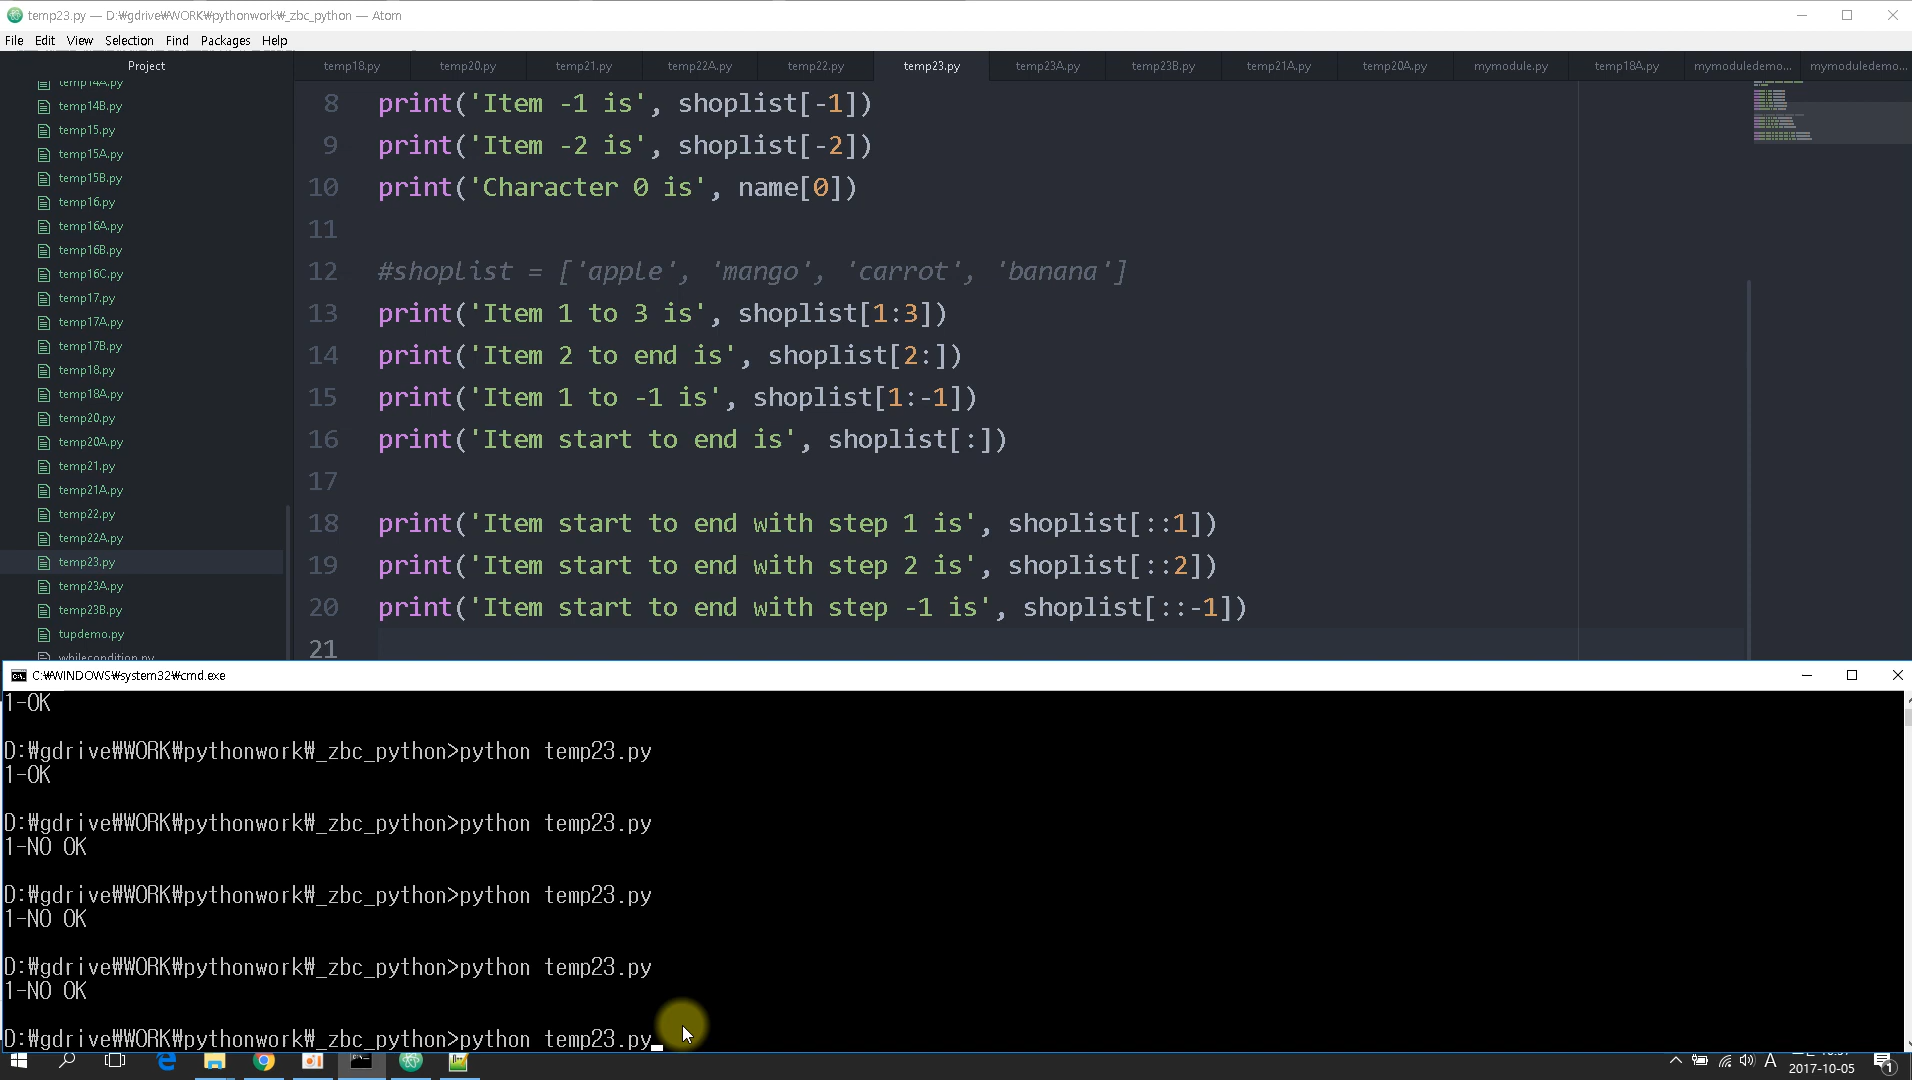 temp23.py — D:₩gdrive₩WORK₩pythonwork₩_zbc_python — Atom
File Edit View Selection Find Packages Help
Project
temp18.py temp20.py temp21.py temp22A.py temp22.py temp23.py temp23A.py temp23B.py temp21A.py temp20A.py mymodule.py temp18A.py mymoduledemo... mymoduledemo...
temp14A.py
temp14B.py
temp15.py
temp15A.py
temp15B.py
temp16.py
temp16A.py
temp16B.py
temp16C.py
temp17.py
temp17A.py
temp17B.py
temp18.py
temp18A.py
temp20.py
temp20A.py
temp21.py
temp21A.py
temp22.py
temp22A.py
temp23.py
temp23A.py
temp23B.py
tupdemo.py
whilecondition.py
8 print('Item -1 is', shoplist[-1])
9 print('Item -2 is', shoplist[-2])
10 print('Character 0 is', name[0])
11
12 #shoplist = ['apple', 'mango', 'carrot', 'banana']
13 print('Item 1 to 3 is', shoplist[1:3])
14 print('Item 2 to end is', shoplist[2:])
15 print('Item 1 to -1 is', shoplist[1:-1])
16 print('Item start to end is', shoplist[:])
17
18 print('Item start to end with step 1 is', shoplist[::1])
19 print('Item start to end with step 2 is', shoplist[::2])
20 print('Item start to end with step -1 is', shoplist[::-1])
21
C:₩WINDOWS₩system32₩cmd.exe
1-OK
D:₩gdrive₩WORK₩pythonwork₩_zbc_python>python temp23.py
1-OK
D:₩gdrive₩WORK₩pythonwork₩_zbc_python>python temp23.py
1-NO OK
D:₩gdrive₩WORK₩pythonwork₩_zbc_python>python temp23.py
1-NO OK
D:₩gdrive₩WORK₩pythonwork₩_zbc_python>python temp23.py
1-NO OK
D:₩gdrive₩WORK₩pythonwork₩_zbc_python>python temp23.py
A
2017-10-05
1